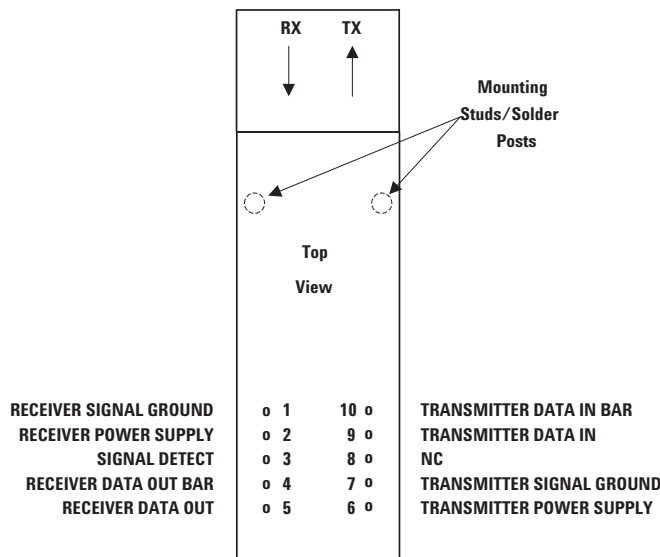 RX TX
Mounting
Studs/Solder
Posts
Top
View
RECEIVER SIGNAL GROUND o 1 10 o TRANSMITTER DATA IN BAR
RECEIVER POWER SUPPLY o 2 9 o TRANSMITTER DATA IN
SIGNAL DETECT o 3 8 o NC
RECEIVER DATA OUT BAR o 4 7 o TRANSMITTER SIGNAL GROUND
RECEIVER DATA OUT o 5 6 o TRANSMITTER POWER SUPPLY